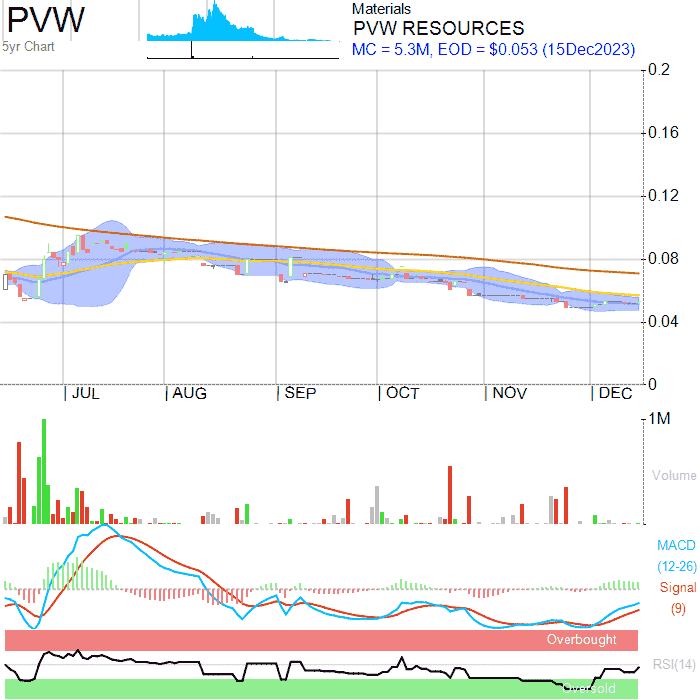 PVW
5yr Chart
Materials
PVW RESOURCES
MC = 5.3M, EOD = $0.053 (15Dec2023)
0.2
0.16
0.12
0.08
0.04
0
JUL AUG SEP OCT NOV DEC
1M
Volume
MACD
(12-26)
Signal
(9)
Overbought
RSI(14)
Oversold